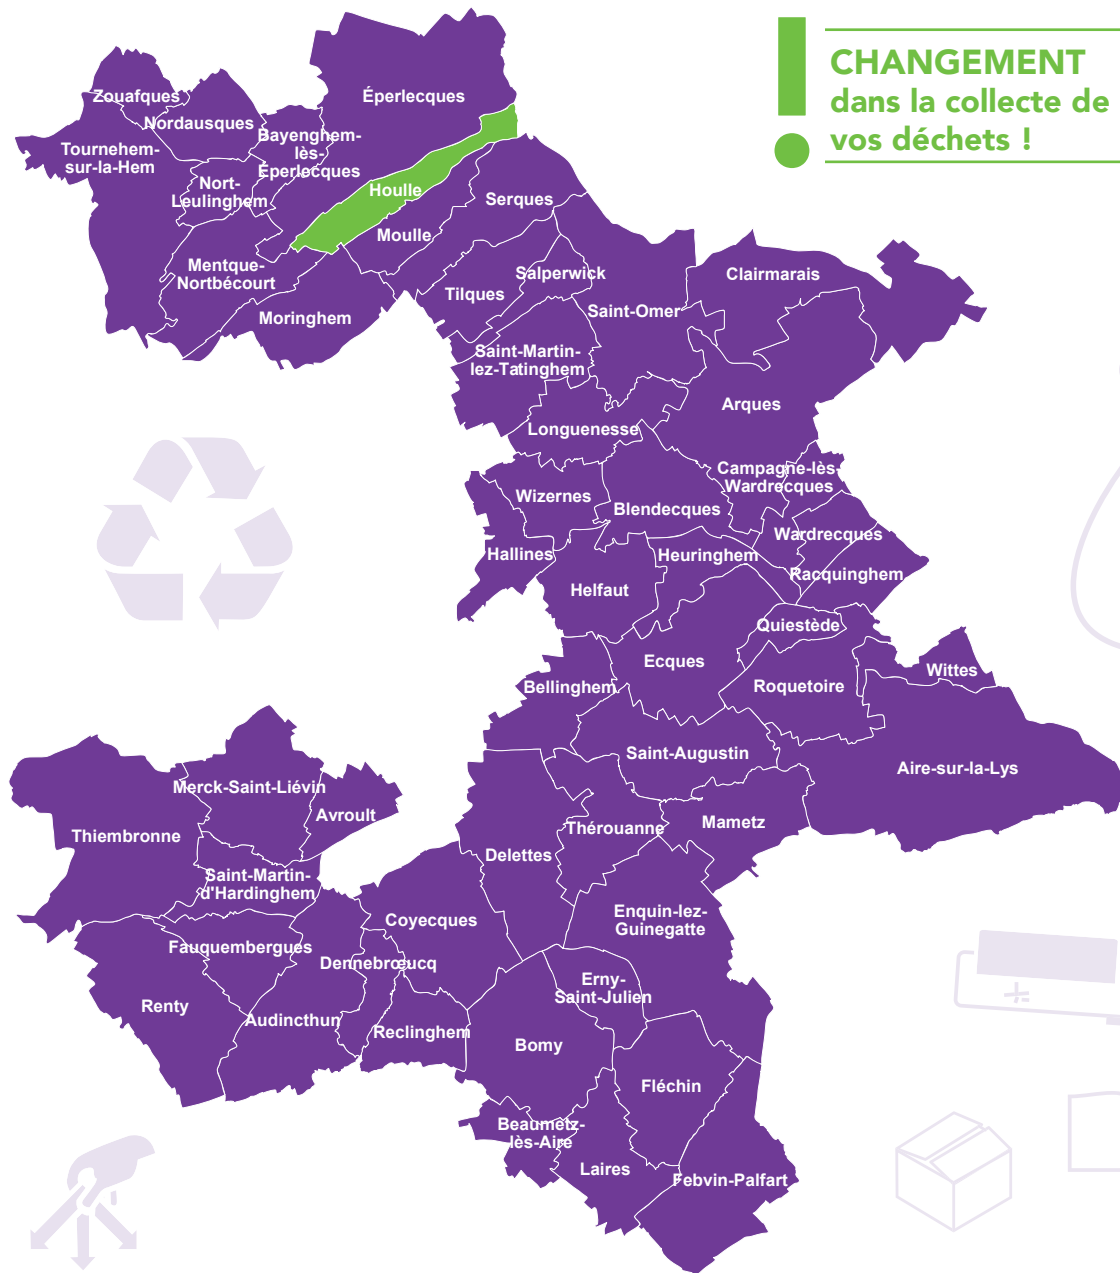 CHANGEMENT
dans la collecte de
vos déchets !
Éperlecques
Zouafques
Nordausques
Bayenghem-
lès-
Éperlecques
Tournehem-
sur-la-Hem
Nort-
Leulinghem
Houlle
Serques
Moulle
Mentque-
Nortbécourt
Salperwick
Clairmarais
Tilques
Saint-Omer
Moringhem
Saint-Martin-
lez-Tatinghem
Arques
Longuenesse
Campagne-lès-
Wardrecques
Wizernes
Blendecques
Wardrecques
Hallines
Heuringhem
Racquinghem
Helfaut
Quiestède
Ecques
Wittes
Bellinghem
Roquetoire
Saint-Augustin
Aire-sur-la-Lys
Merck-Saint-Liévin
Avroult
Thiembronne
Thérouanne
Mametz
Delettes
Saint-Martin-
d'Hardinghem
Coyecques
Enquin-lez-
Guinegatte
Fauquembergues
Dennebrœucq
Erny-
Saint-Julien
Renty
Audincthun
Reclinghem
Bomy
Fléchin
Beaumetz-
lès-Aire
Laires
Febvin-Palfart